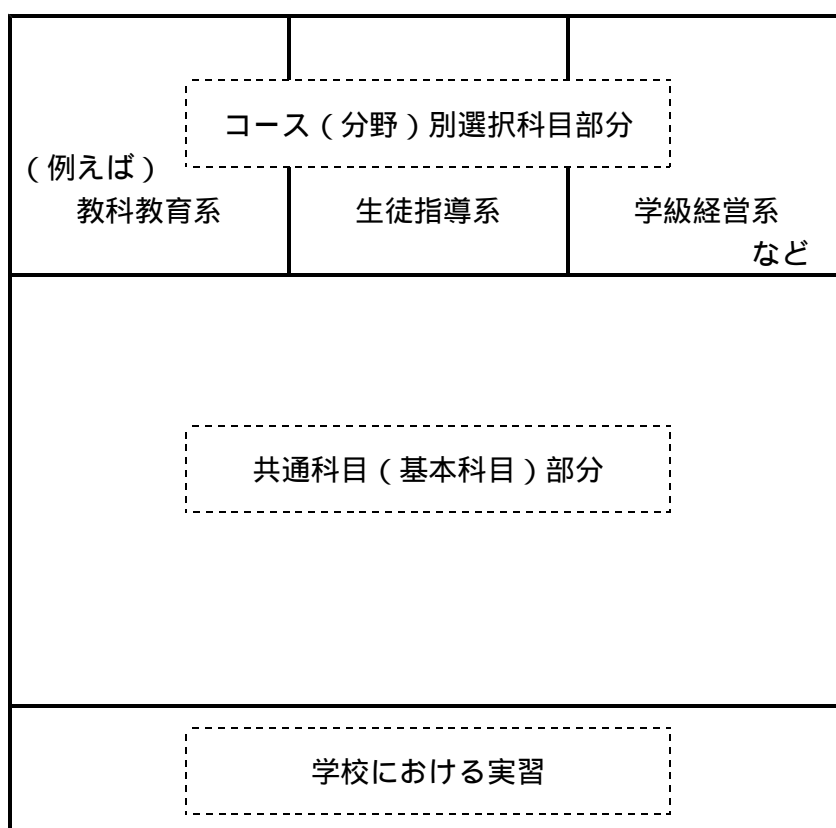 コース(分野)別選択科目部分
(例えば)
教科教育系 生徒指導系 学級経営系
など
共通科目(基本科目)部分
学校における実習